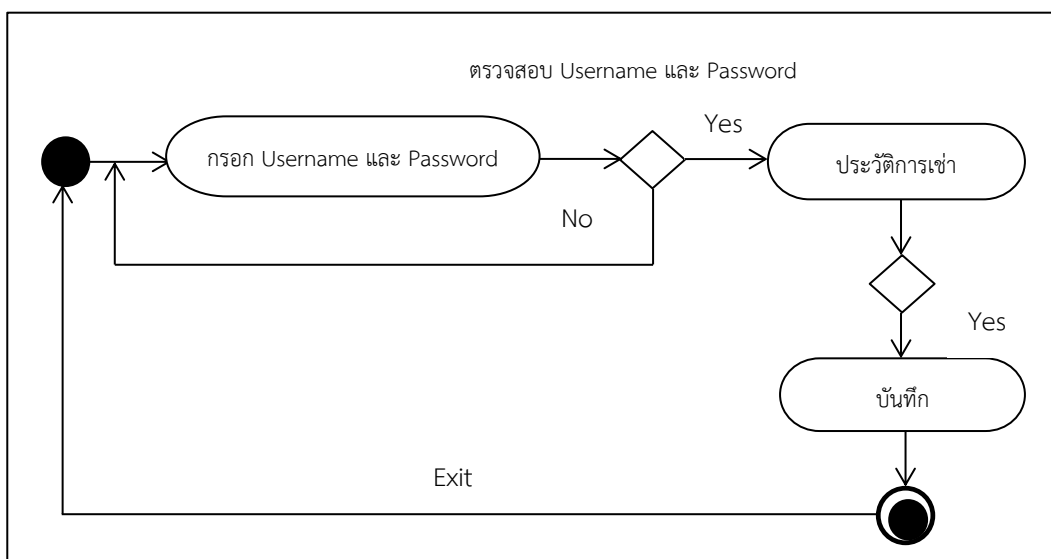 ตรวจสอบ Username และ Password
กรอก Username และ Password
Yes
ประวัติการเช่า
No
Yes
บันทึก
Exit